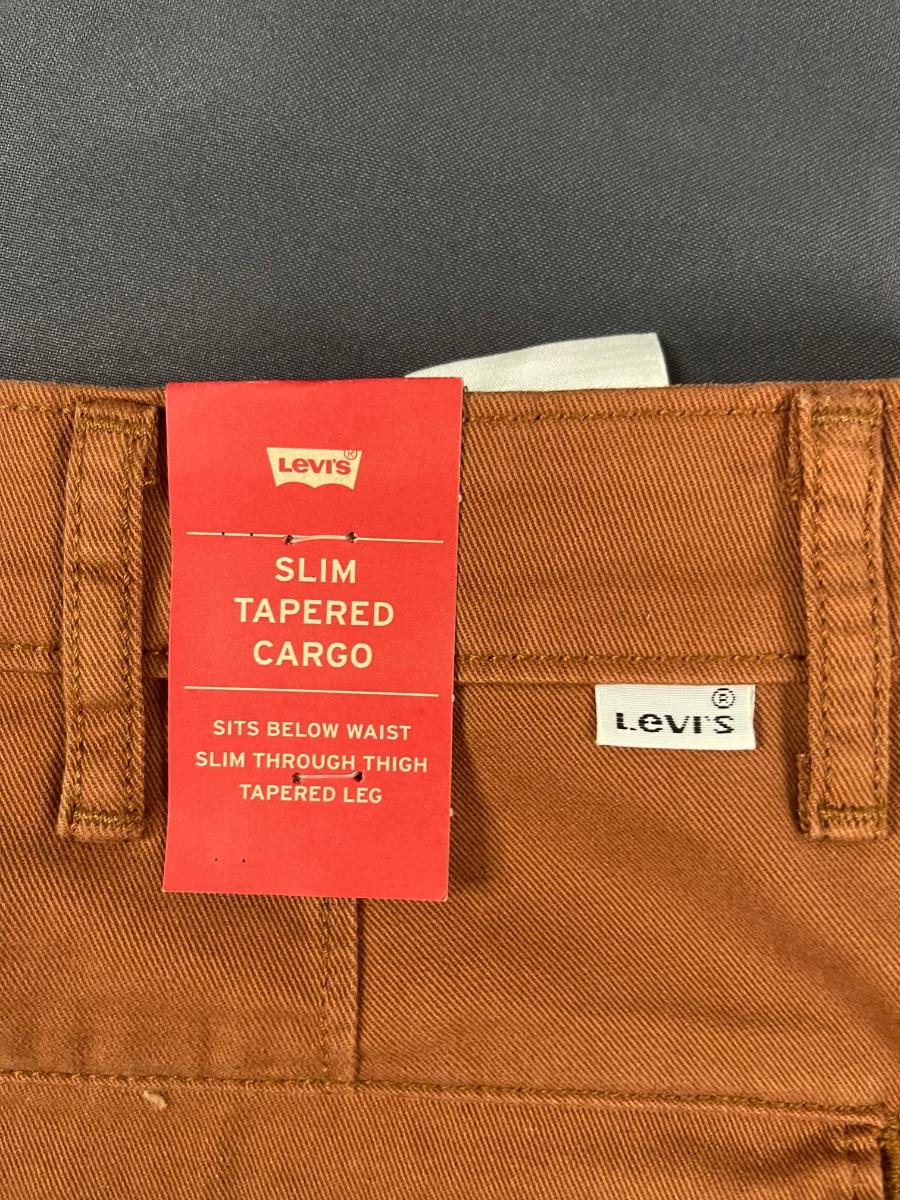 Levi's®
SLIM
TAPERED
CARGO
SITS BELOW WAIST
SLIM THROUGH THIGH
TAPERED LEG
®
Levi's